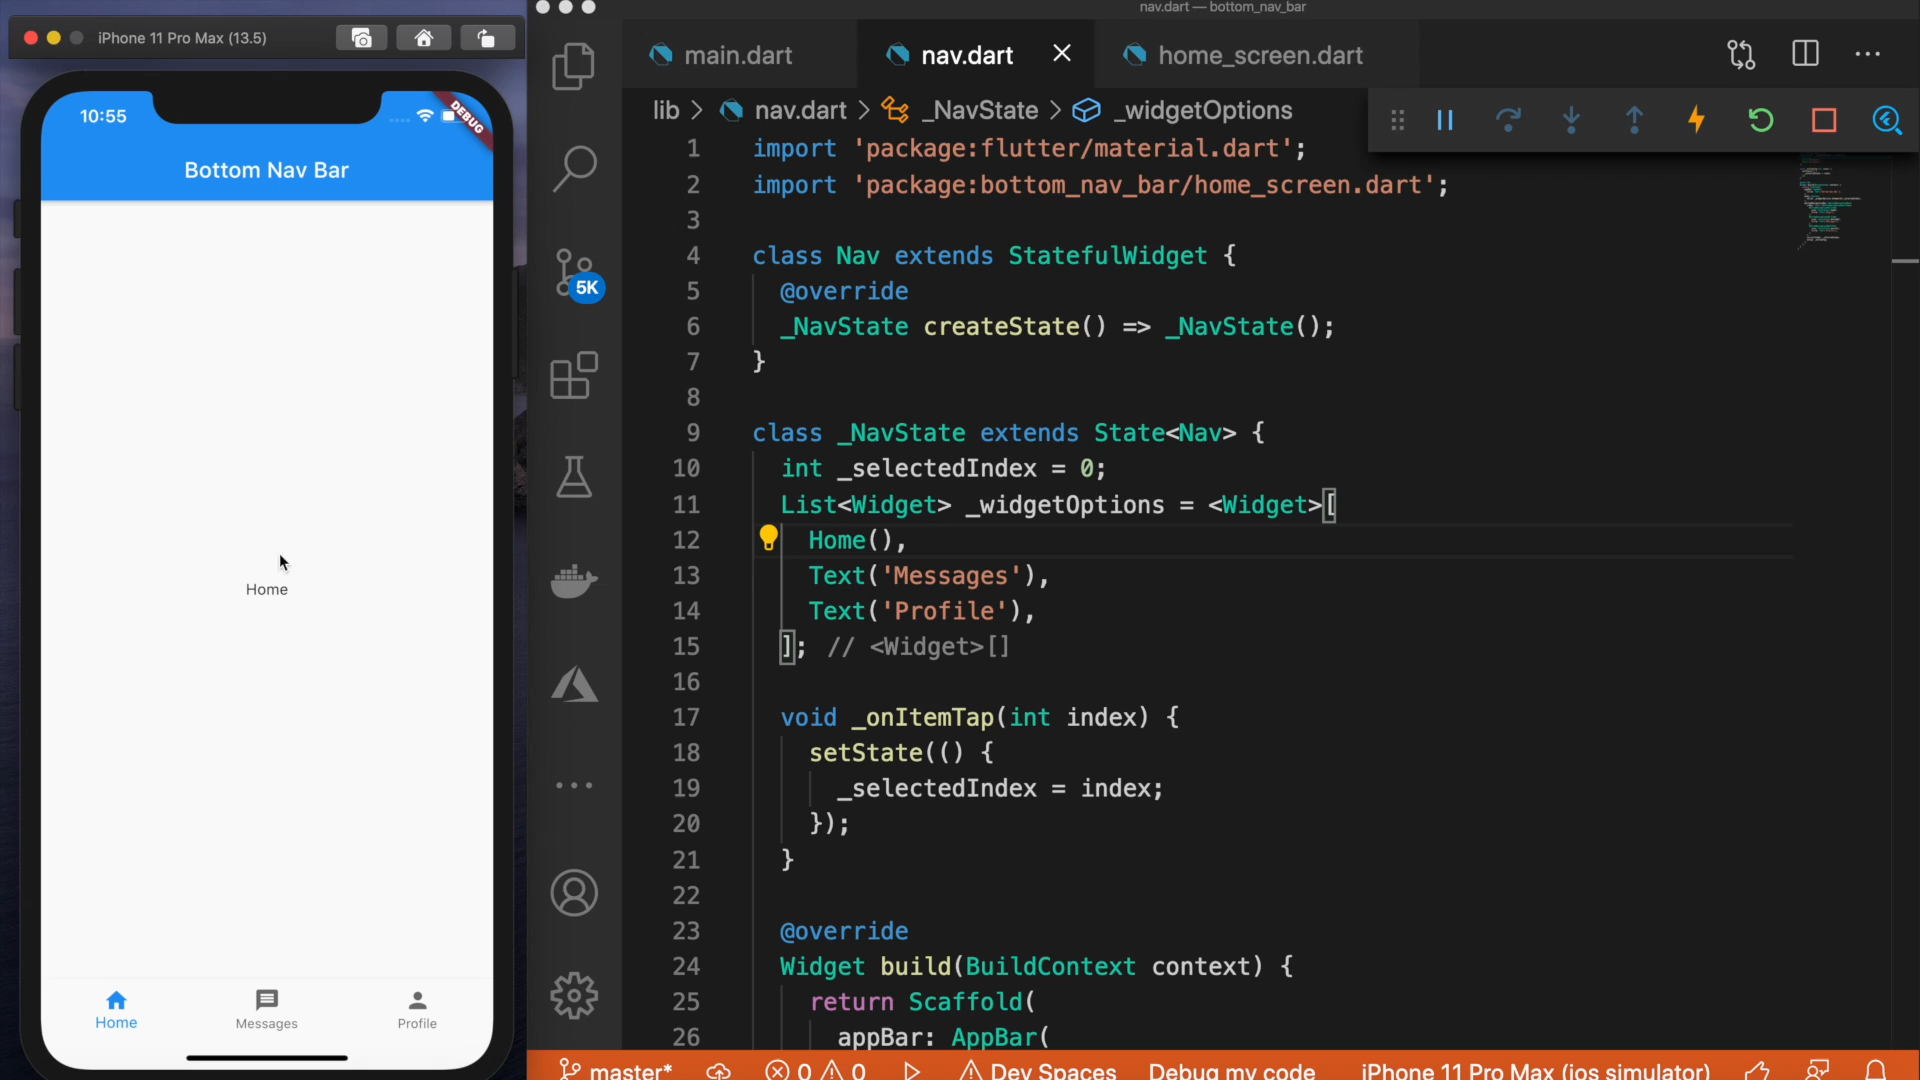 iPhone 11 Pro Max (13.5)
10:55
DEBUG
Bottom Nav Bar
Home
Home
Messages
Profile
nav.dart — bottom_nav_bar
main.dart
nav.dart
home_screen.dart
lib > nav.dart > _NavState > _widgetOptions
5K
1 import 'package:flutter/material.dart';
2 import 'package:bottom_nav_bar/home_screen.dart';
3
4 class Nav extends StatefulWidget {
5 @override
6 _NavState createState() => _NavState();
7 }
8
9 class _NavState extends State<Nav> {
10 int _selectedIndex = 0;
11 List<Widget> _widgetOptions = <Widget>[
12 Home(),
13 Text('Messages'),
14 Text('Profile'),
15 ]; // <Widget>[]
16
17 void _onItemTap(int index) {
18 setState(() {
19 _selectedIndex = index;
20 });
21 }
22
23 @override
24 Widget build(BuildContext context) {
25 return Scaffold(
26 appBar: AppBar(
master* 0 0 Dev Spaces Debug my code iPhone 11 Pro Max (ios simulator)